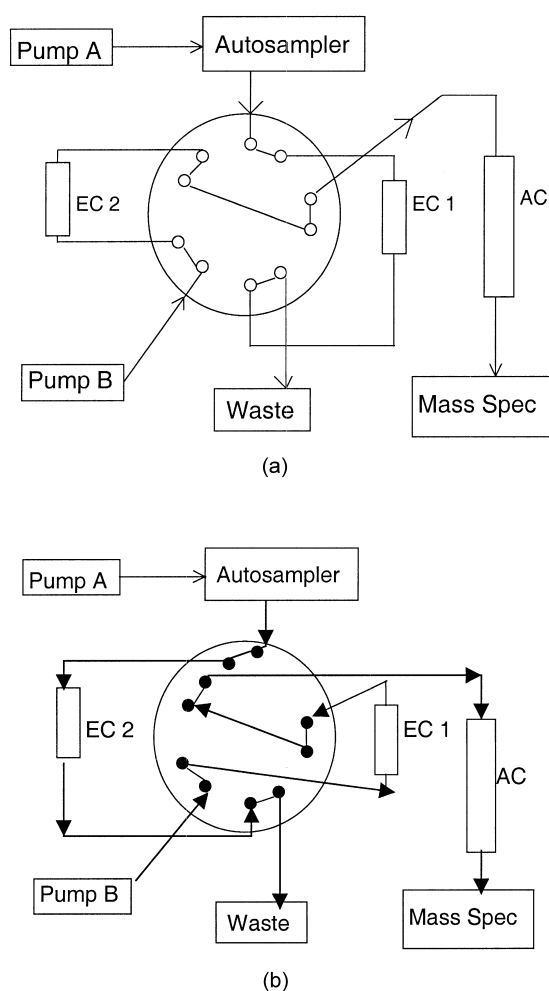 Pump A
Autosampler
EC 2
EC 1
AC
Pump B
Waste
Mass Spec
(a)
Pump A
Autosampler
EC 2
EC 1
AC
Pump B
Waste
Mass Spec
(b)